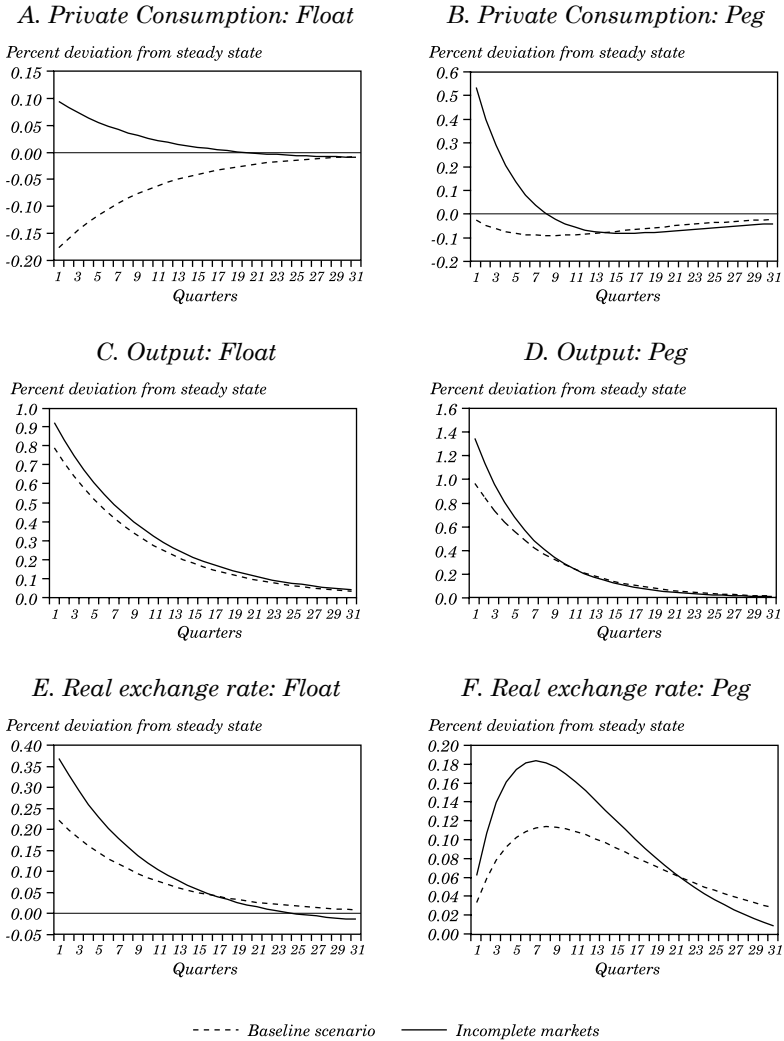 A. Private Consumption: Float
Percent deviation from steady state
0.15
0.10
0.05
0.00
-0.05
-0.10
-0.15
-0.20
1 3 5 7 9 11 13 15 17 19 21 23 25 27 29 31
Quarters
B. Private Consumption: Peg
Percent deviation from steady state
0.6
0.5
0.4
0.3
0.2
0.1
0.0
-0.1
-0.2
1 3 5 7 9 11 13 15 17 19 21 23 25 27 29 31
Quarters
C. Output: Float
Percent deviation from steady state
1.0
0.9
0.8
0.7
0.6
0.5
0.4
0.3
0.2
0.1
0.0
1 3 5 7 9 11 13 15 17 19 21 23 25 27 29 31
Quarters
D. Output: Peg
Percent deviation from steady state
1.6
1.4
1.2
1.0
0.8
0.6
0.4
0.2
0.0
1 3 5 7 9 11 13 15 17 19 21 23 25 27 29 31
Quarters
E. Real exchange rate: Float
Percent deviation from steady state
0.40
0.35
0.30
0.25
0.20
0.15
0.10
0.05
0.00
-0.05
1 3 5 7 9 11 13 15 17 19 21 23 25 27 29 31
Quarters
F. Real exchange rate: Peg
Percent deviation from steady state
0.20
0.18
0.16
0.14
0.12
0.10
0.08
0.06
0.04
0.02
0.00
1 3 5 7 9 11 13 15 17 19 21 23 25 27 29 31
Quarters
Baseline scenario
Incomplete markets